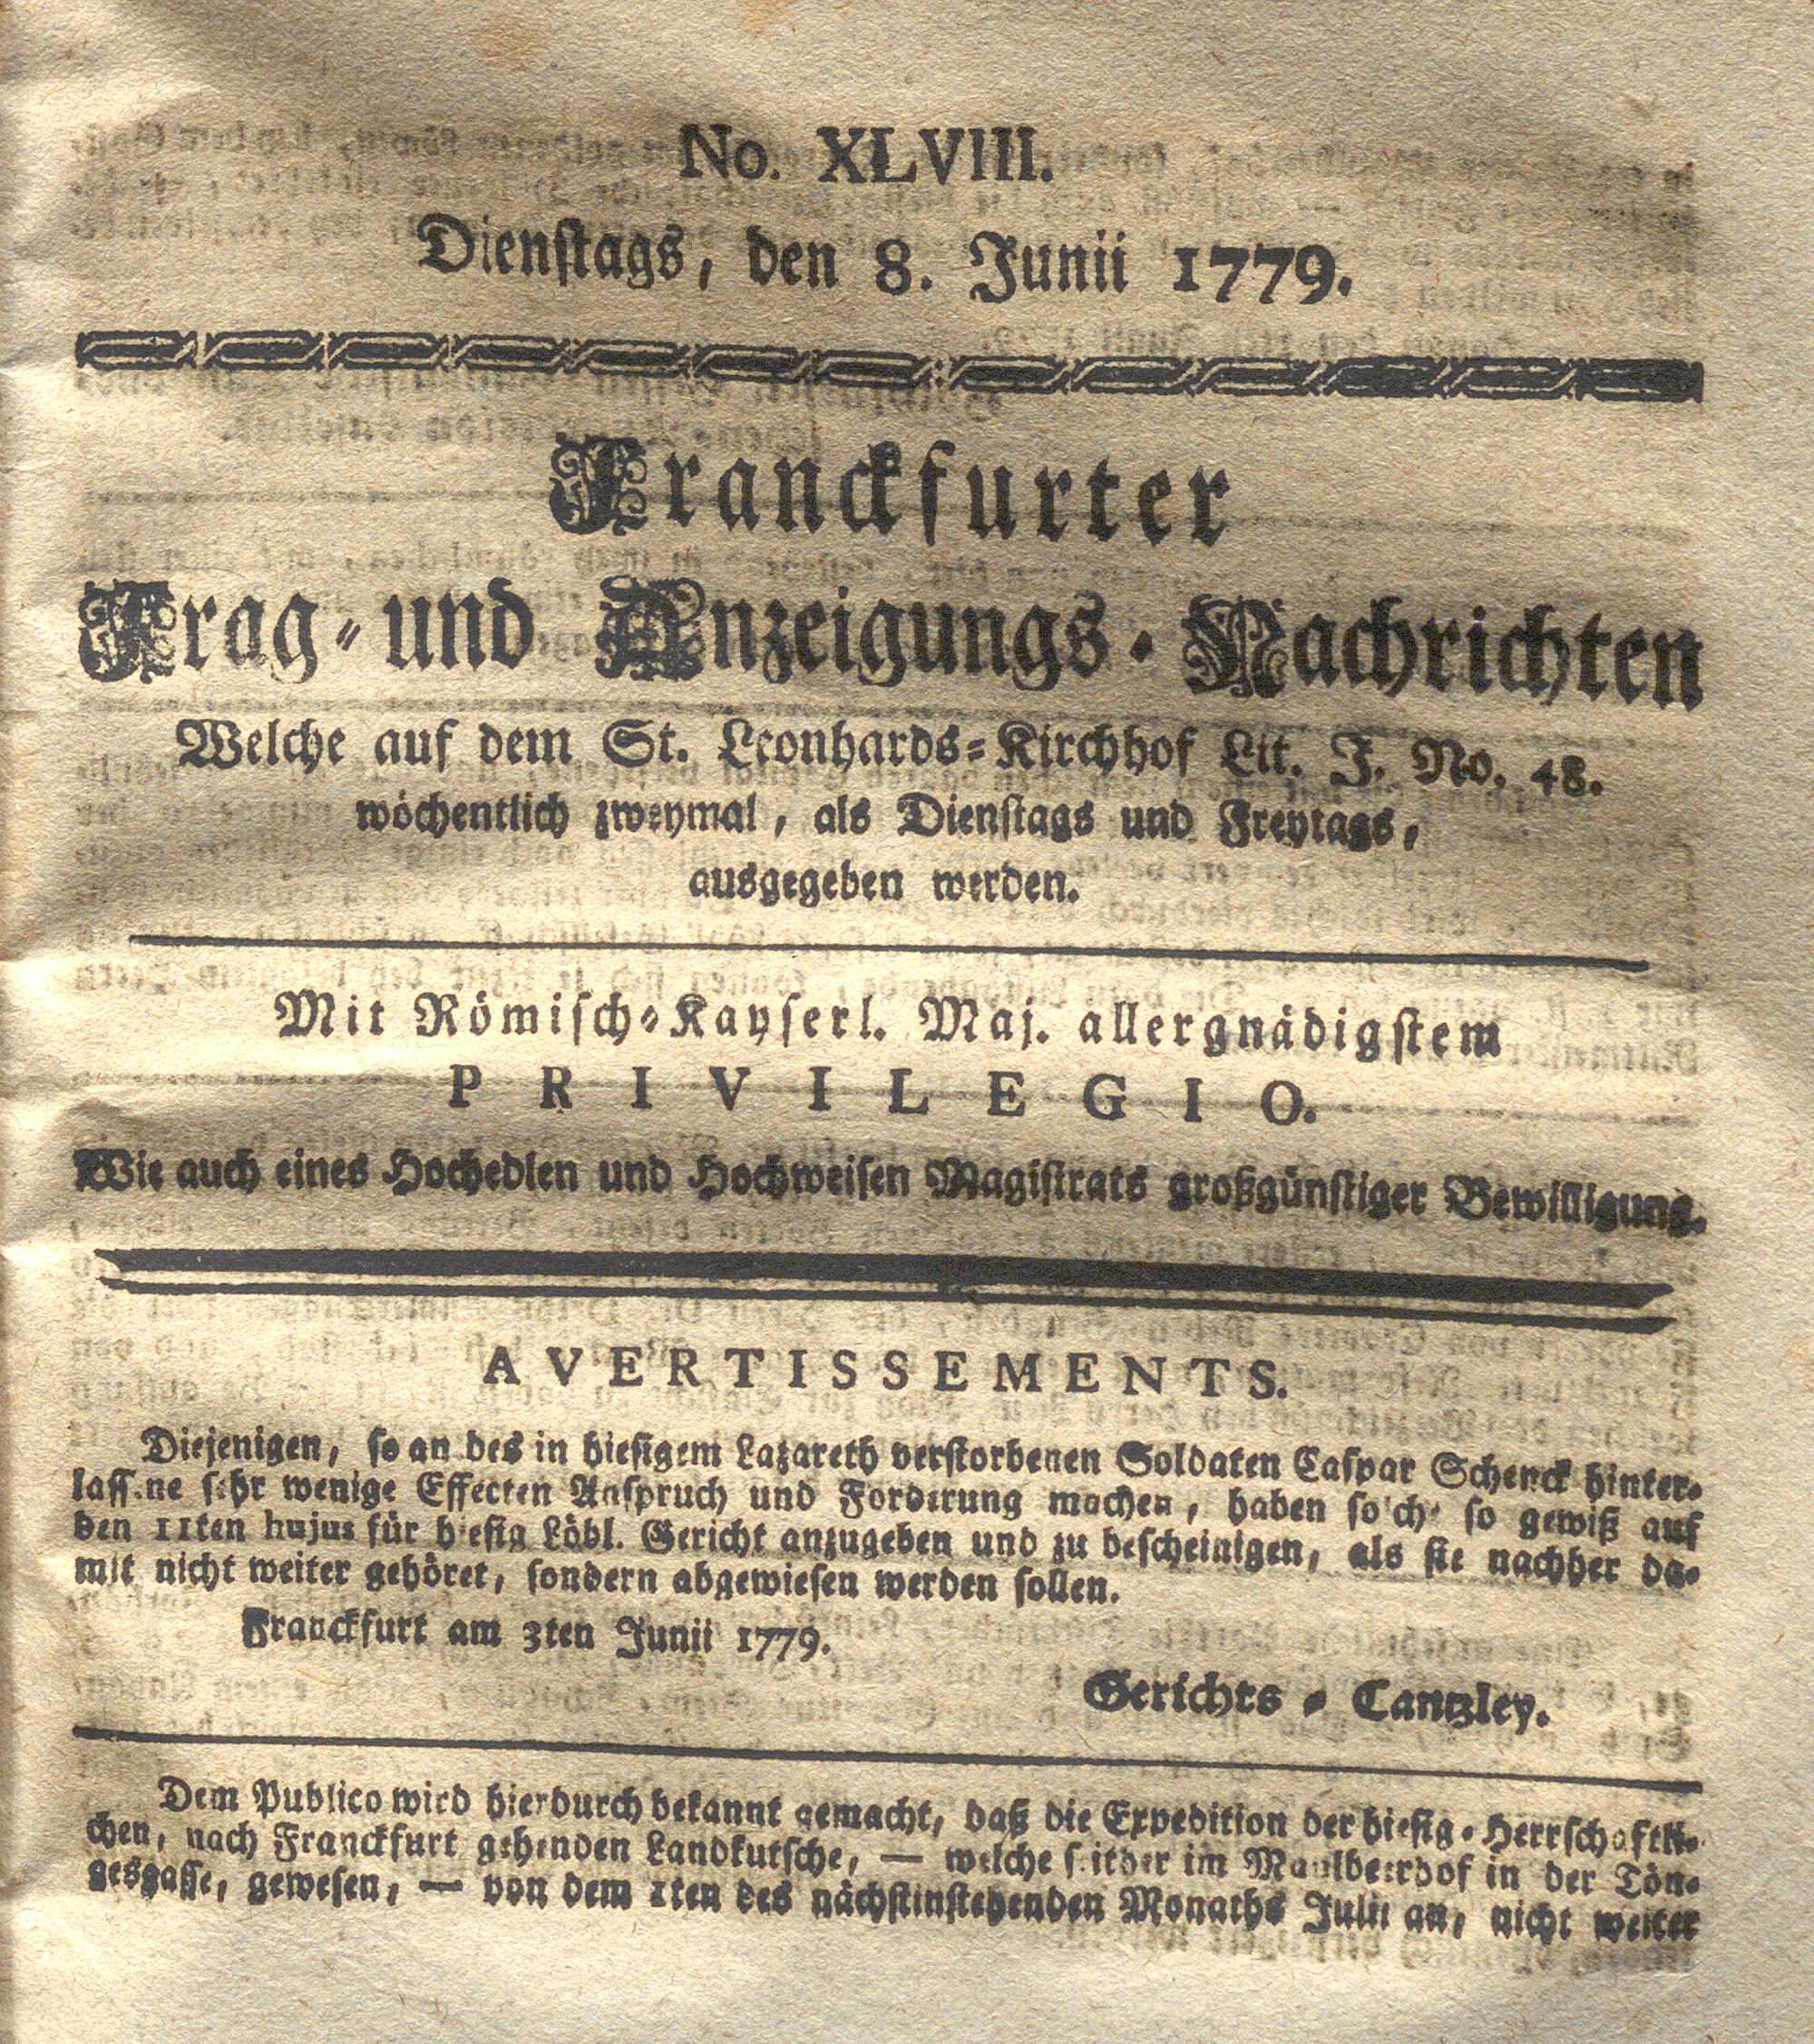 No. XLVIII.
Dienstags, den 8. Junii 1779.
Franckfurter
Frag- und Anzeigungs-Nachrichten
Welche auf dem St. Leonhards-Kirchhof Lit. J. No. 48.
wöchentlich zweymal, als Dienstags und Freytags,
ausgegeben werden.
Mit Römisch-Kayserl. Maj. allergnädigstem
PRIVILEGIO.
Wie auch eines Hochedlen und Hochweisen Magistrats großgünstiger Bewilligung.
AVERTISSEMENTS.
Diejenigen, so an des in hiesigem Lazareth verstorbenen Soldaten Caspar Schenck hinter-
lassene sehr wenige Effecten Anspruch und Forderung machen, haben solche so gewiß auf
den 11ten hujus für hiesig Löbl. Gericht anzugeben und zu bescheinigen, als sie nachher da-
mit nicht weiter gehöret, sondern abgewiesen werden sollen.
Franckfurt am 3ten Junii 1779.
Gerichts-Cantzley.
Dem Publico wird hierdurch bekannt gemacht, daß die Expedition der hiesig-Herrschaftli-
chen, nach Franckfurt gehenden Landkutsche, — welche seither im Maulbeerhof in der Tön-
gesgasse, gewesen, — von dem 1ten des nächstinstehenden Monaths Julii an, nicht weiter